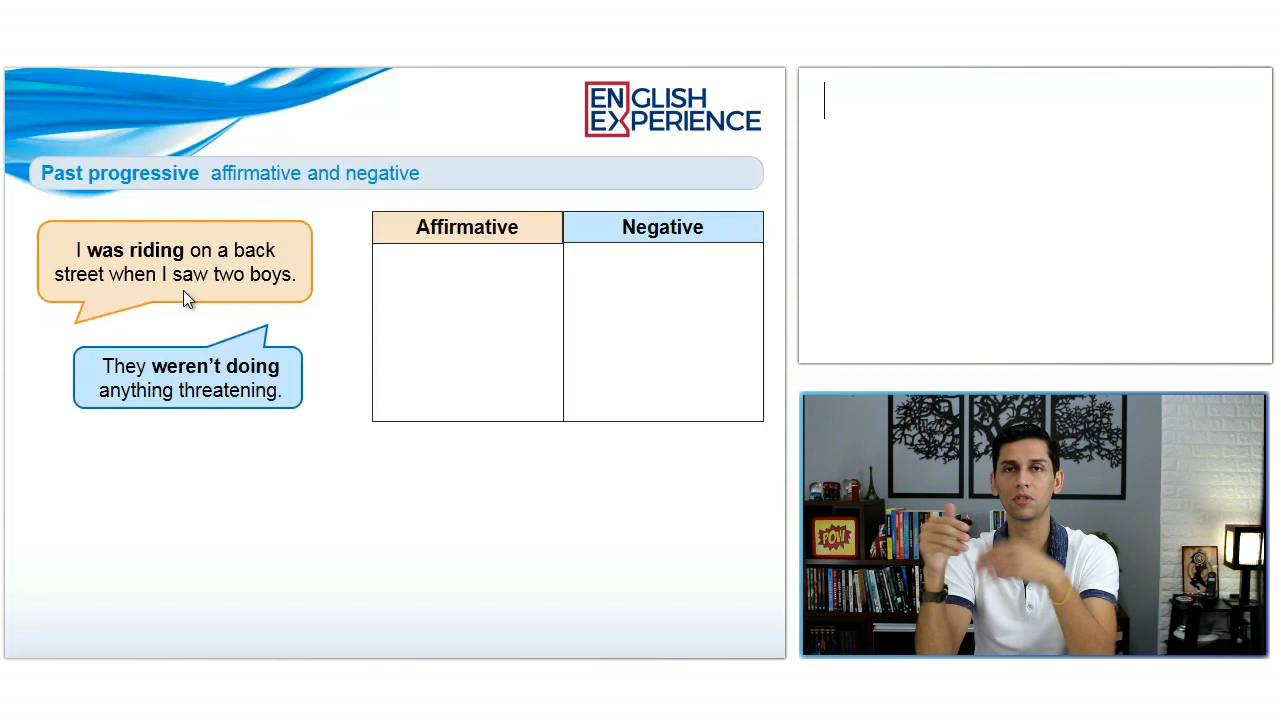 ENGLISH
EXPERIENCE
Past progressive affirmative and negative
I was riding on a back
street when I saw two boys.
They weren't doing
anything threatening.
Affirmative Negative
POW